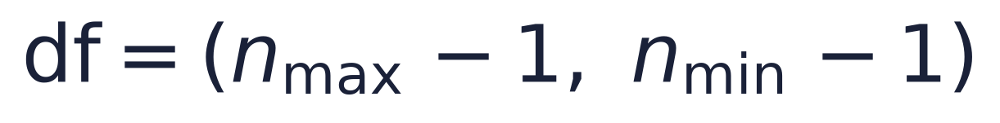 df = (n_max − 1, n_min − 1)